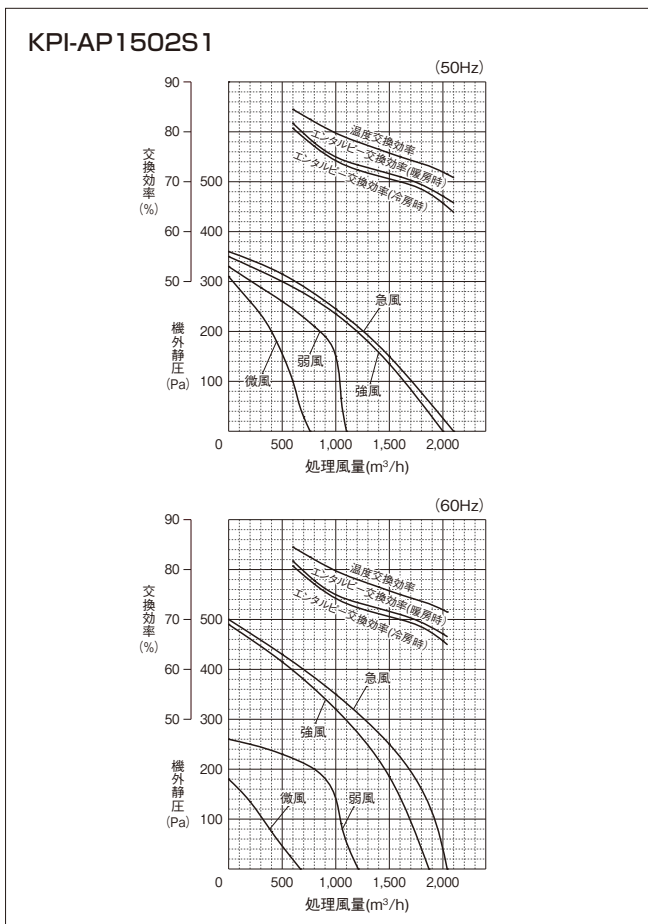 KPI-AP1502S1
(50Hz)
90
80
70
60
50
交換効率
(%)
500
400
300
200
100
機外静圧
(Pa)
温度交換効率
エンタルピー交換効率(暖房時)
エンタルピー交換効率(冷房時)
急風
強風
弱風
微風
0
500
1,000
1,500
2,000
処理風量(m³/h)
(60Hz)
90
80
70
60
50
交換効率
(%)
500
400
300
200
100
機外静圧
(Pa)
温度交換効率
エンタルピー交換効率(暖房時)
エンタルピー交換効率(冷房時)
急風
強風
微風
弱風
0
500
1,000
1,500
2,000
処理風量(m³/h)